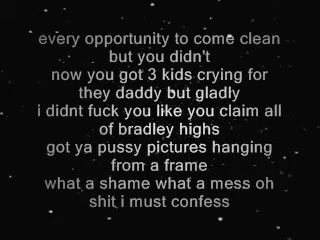 every opportunity to come clean
but you didn't
now you got 3 kids crying for
they daddy but gladly
i didnt fuck you like you claim all
of bradley highs
got ya pussy pictures hanging
from a frame
what a shame what a mess oh
shit i must confess